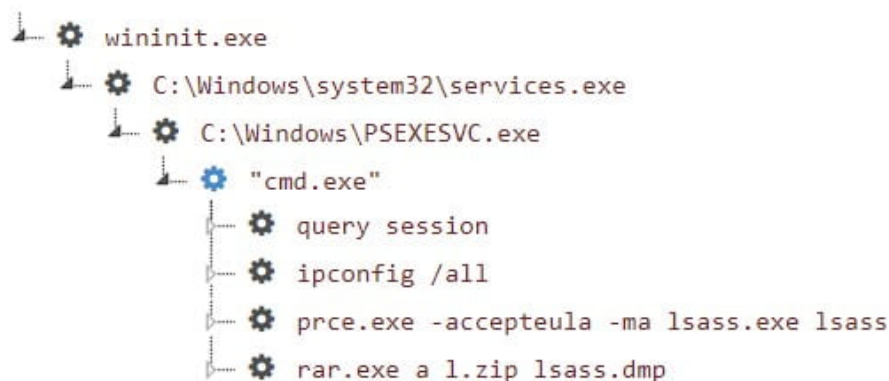 wininit.exe
C:\Windows\system32\services.exe
C:\Windows\PSEXESVC.exe
"cmd.exe"
query session
ipconfig /all
prce.exe -accepteula -ma lsass.exe lsass
rar.exe a l.zip lsass.dmp